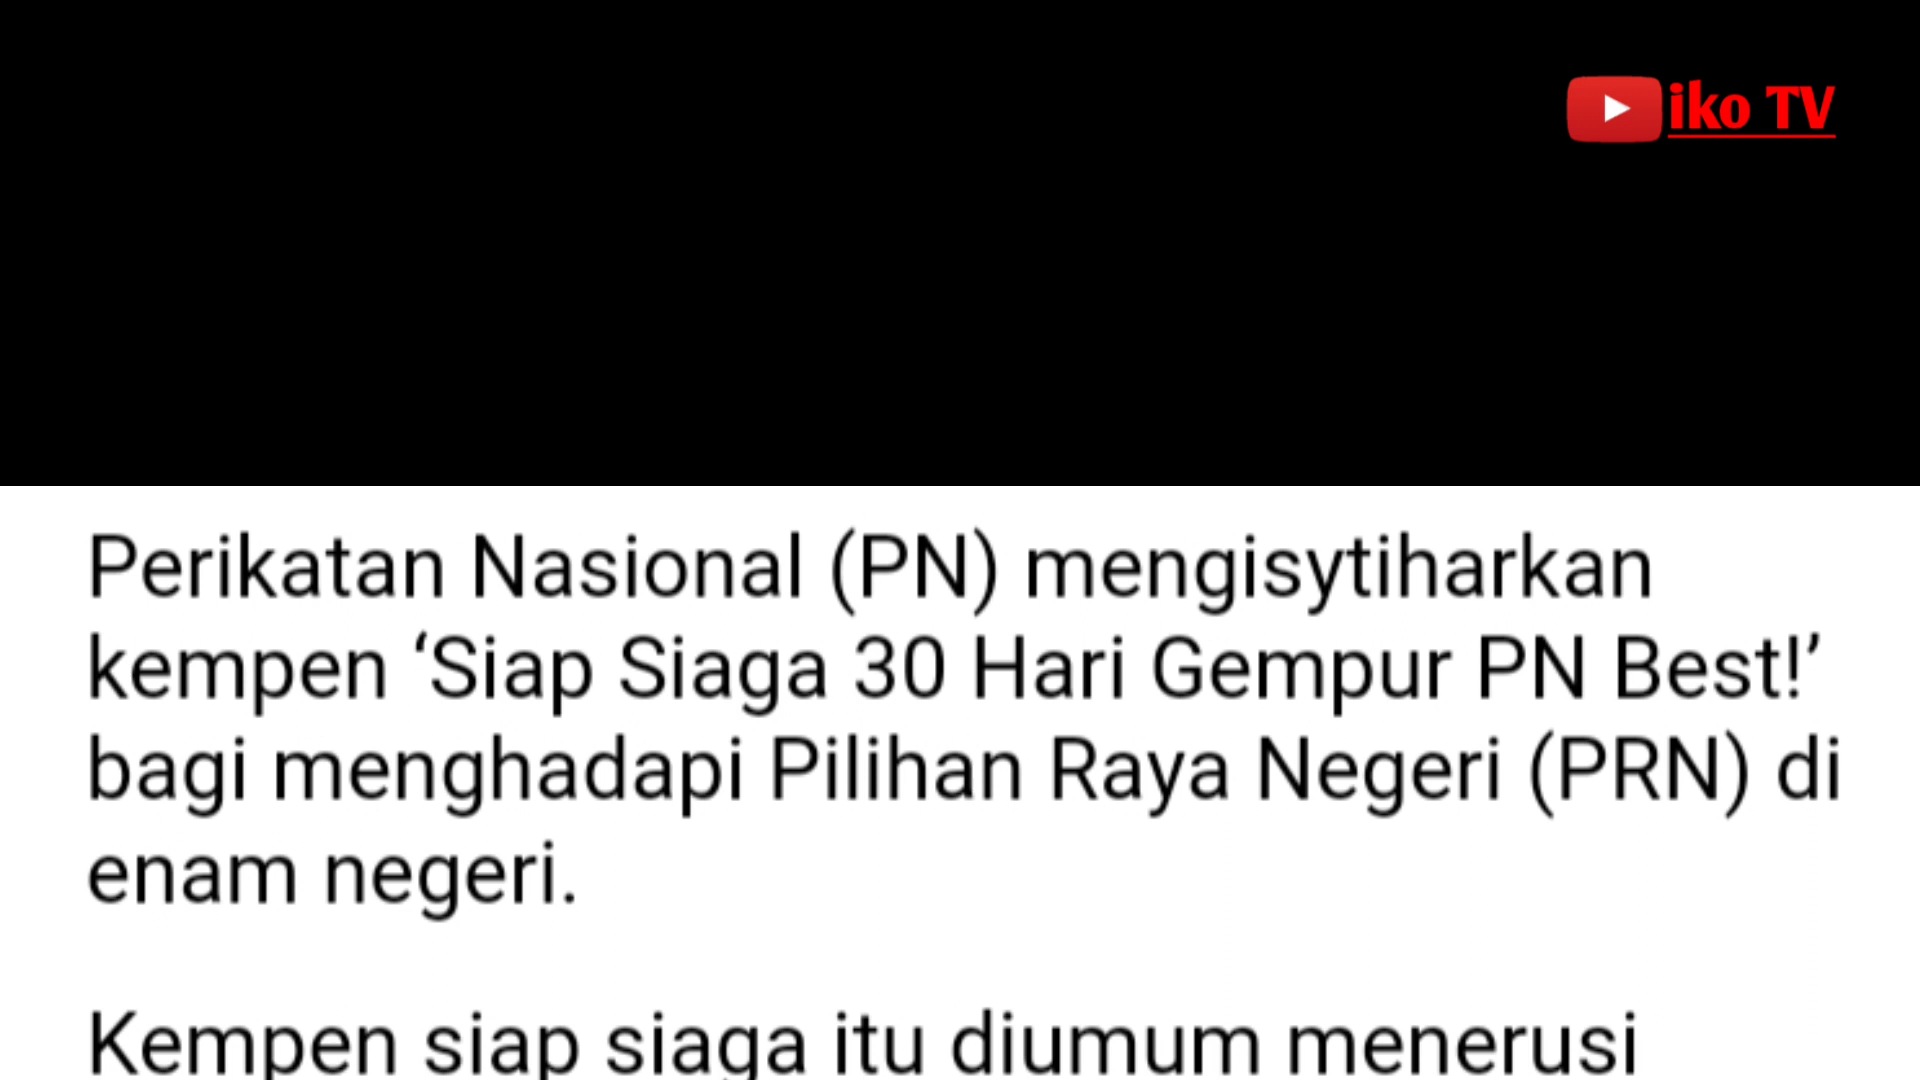 iko TV
Perikatan Nasional (PN) mengisytiharkan
kempen ‘Siap Siaga 30 Hari Gempur PN Best!’
bagi menghadapi Pilihan Raya Negeri (PRN) di
enam negeri.
Kempen siap siaga itu diumum menerusi